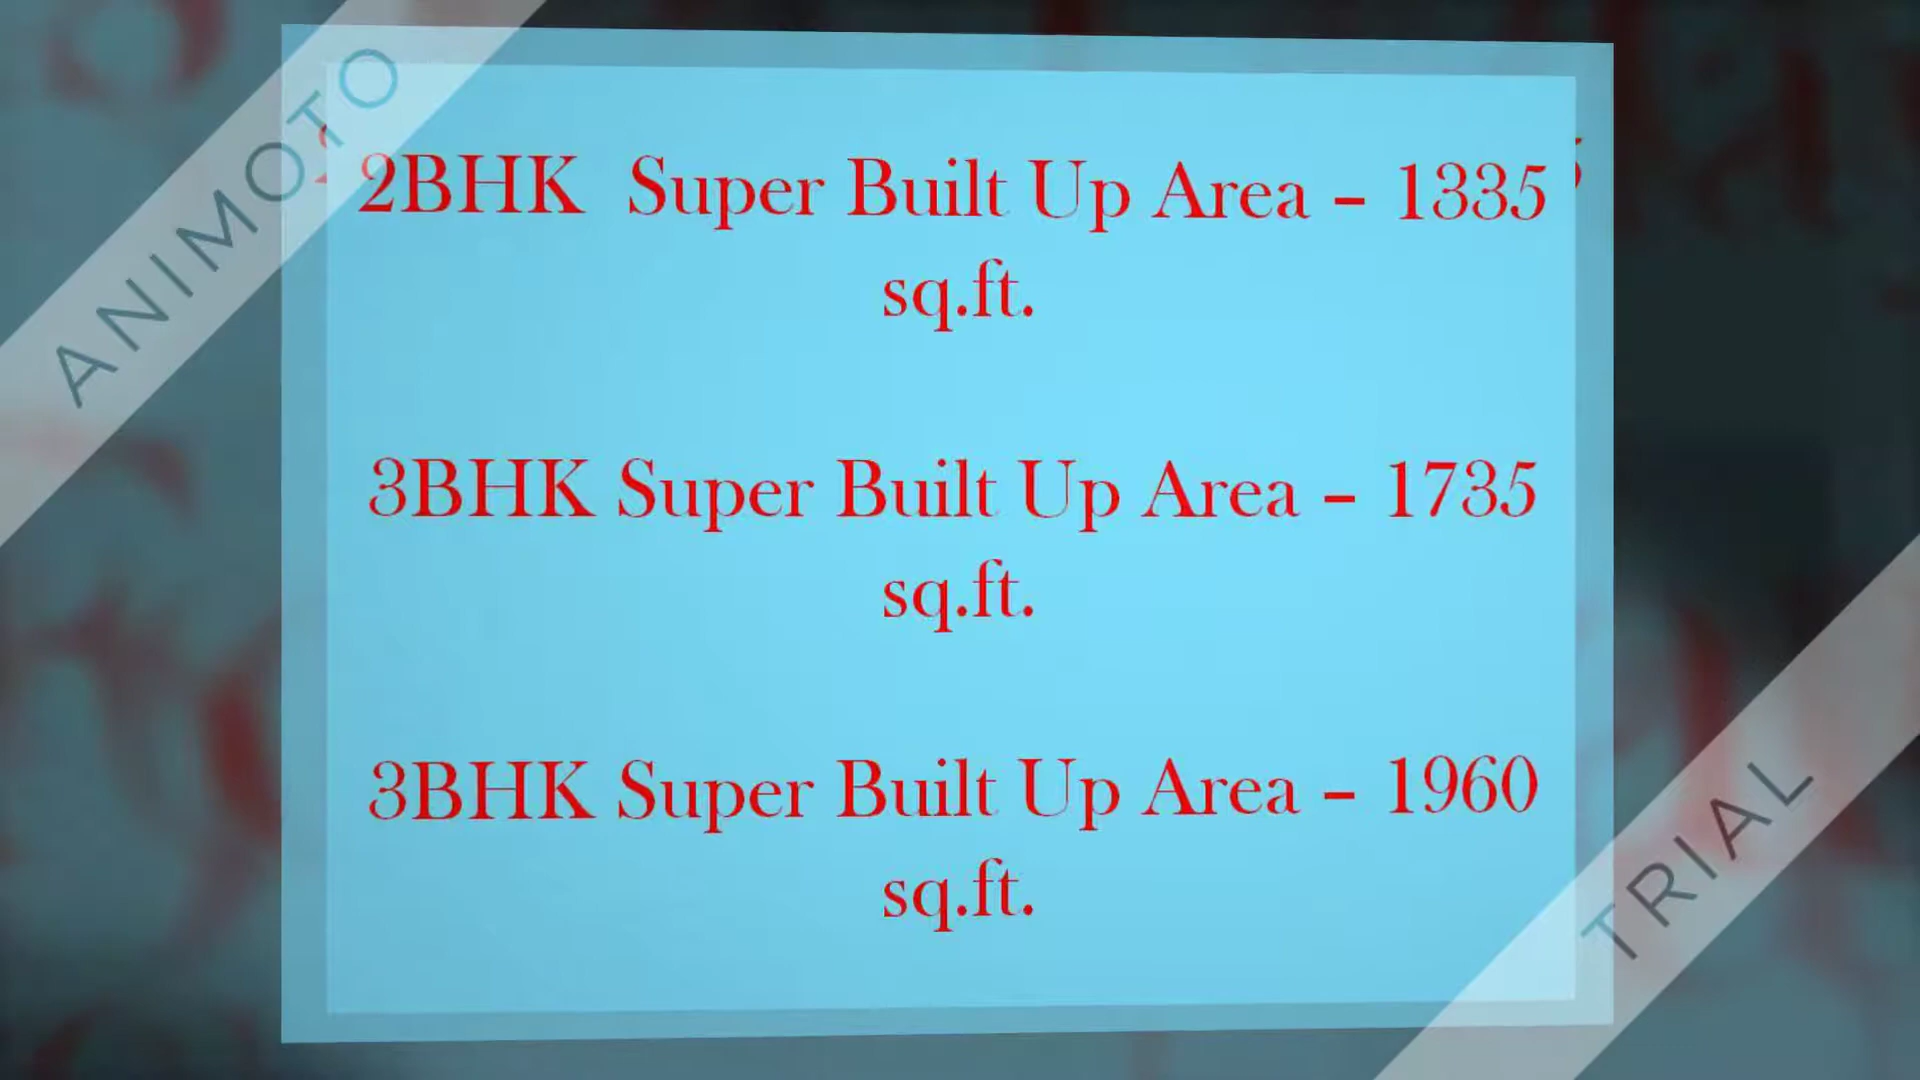 ANIMOTO
2BHK  Super Built Up Area – 1335
sq.ft.
3BHK Super Built Up Area – 1735
sq.ft.
3BHK Super Built Up Area – 1960
sq.ft.
TRIAL